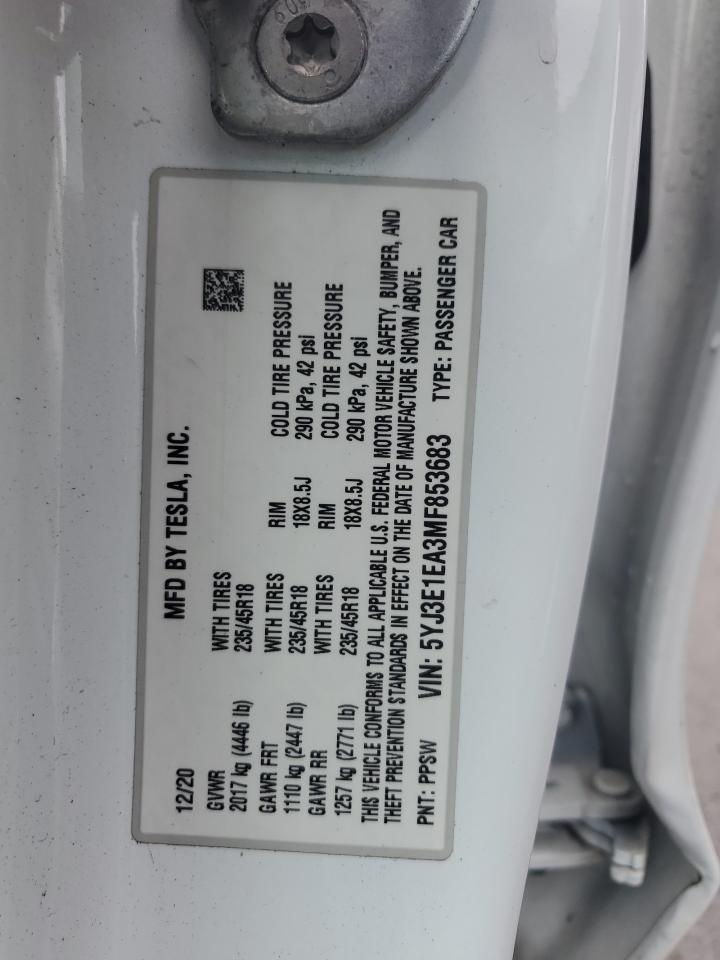 MFD BY TESLA, INC.
12/20
GVWR WITH TIRES
2017 kg (4446 lb) 235/45R18
GAWR FRT WITH TIRES RIM COLD TIRE PRESSURE
1110 kg (2447 lb) 235/45R18 18X8.5J 290 kPa, 42 psi
GAWR RR WITH TIRES RIM COLD TIRE PRESSURE
1257 kg (2771 lb) 235/45R18 18X8.5J 290 kPa, 42 psi
THIS VEHICLE CONFORMS TO ALL APPLICABLE U.S. FEDERAL MOTOR VEHICLE SAFETY, BUMPER, AND
THEFT PREVENTION STANDARDS IN EFFECT ON THE DATE OF MANUFACTURE SHOWN ABOVE.
PNT: PPSW VIN: 5YJ3E1EA3MF853683 TYPE: PASSENGER CAR